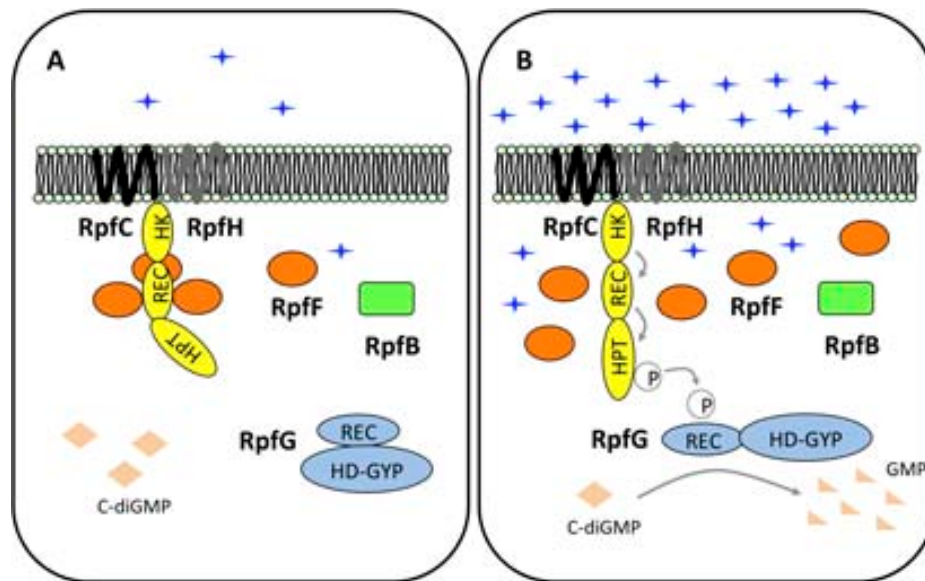 A
RpfC
RpfH
HK
REC
HPT
RpfF
RpfB
RpfG
REC
HD-GYP
C-diGMP
B
RpfC
RpfH
HK
REC
HPT
RpfF
RpfB
P
P
RpfG
REC
HD-GYP
GMP
C-diGMP